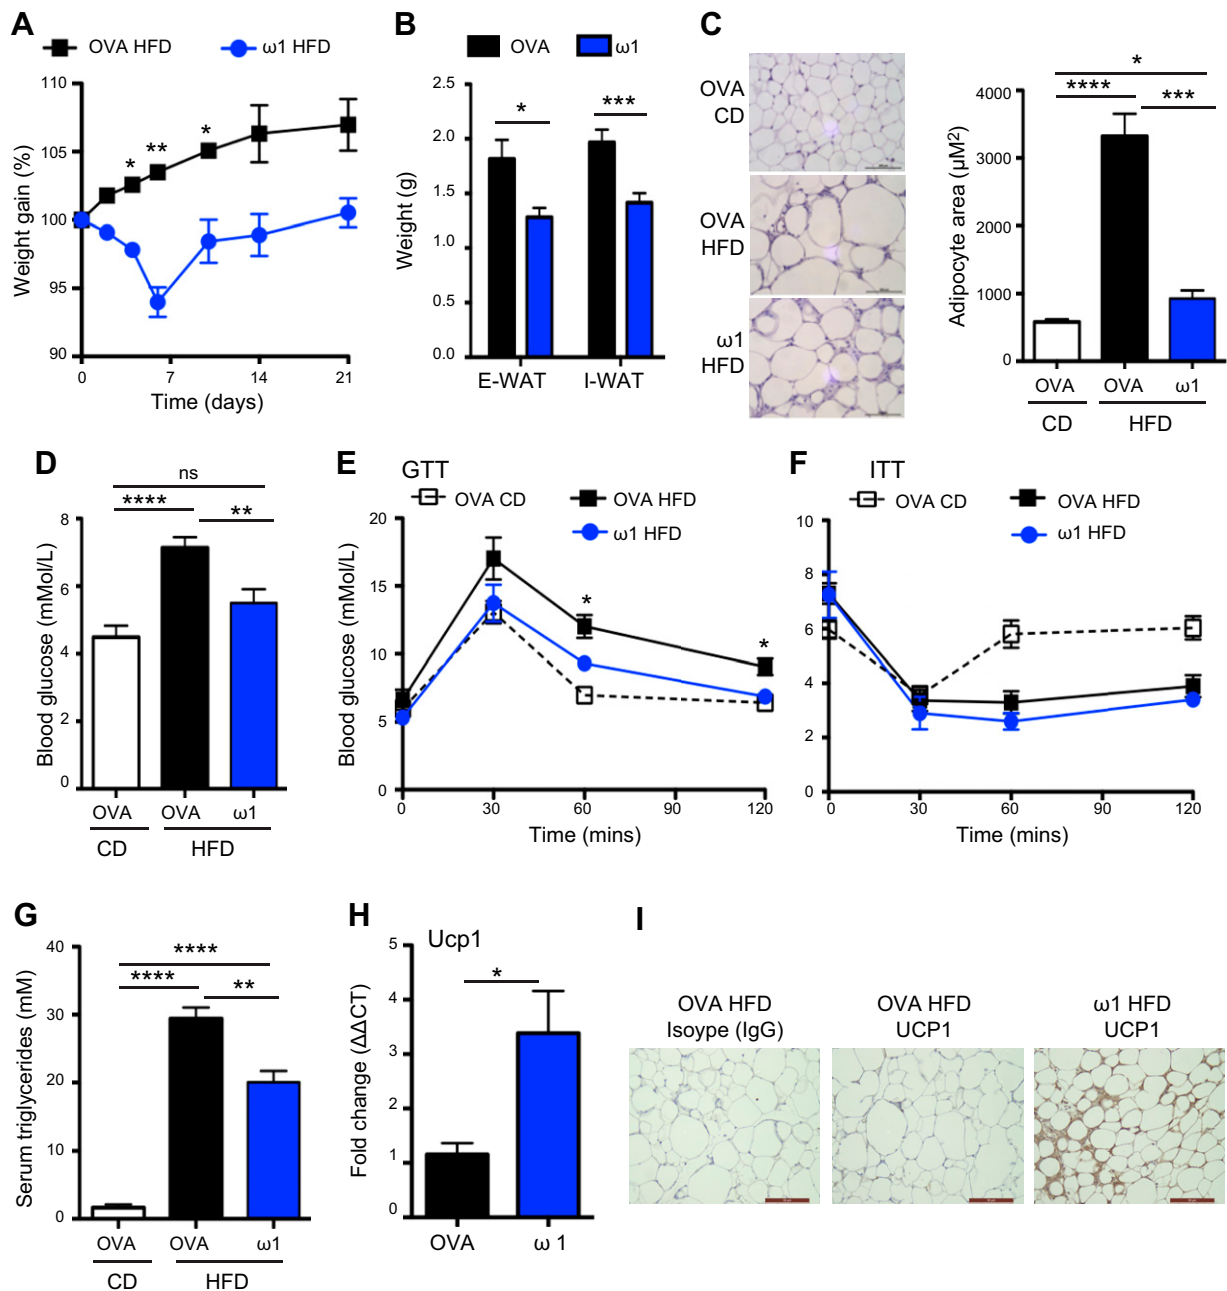 A
OVA HFD
ω1 HFD
110
105
100
95
90
Weight gain (%)
0
7
14
21
Time (days)
*
**
*
B
OVA
ω1
2.5
2.0
1.5
1.0
0.5
0.0
Weight (g)
*
***
E-WAT
I-WAT
C
OVA
CD
OVA
HFD
ω1
HFD
*
****
***
4000
3000
2000
1000
0
Adipocyte area (µM²)
OVA
OVA
ω1
CD
HFD
D
ns
****
**
8
6
4
2
0
Blood glucose (mMol/L)
OVA
OVA
ω1
CD
HFD
E
GTT
OVA CD
OVA HFD
ω1 HFD
20
15
10
5
0
Blood glucose (mMol/L)
*
*
0
30
60
90
120
Time (mins)
F
ITT
OVA CD
OVA HFD
ω1 HFD
10
8
6
4
2
0
Blood glucose (mMol/L)
0
30
60
90
120
Time (mins)
G
****
****
**
40
30
20
10
0
Serum triglycerides (mM)
OVA
OVA
ω1
CD
HFD
H
Ucp1
*
5
4
3
2
1
0
Fold change (ΔΔCT)
OVA
ω 1
I
OVA HFD
Isoype (IgG)
OVA HFD
UCP1
ω1 HFD
UCP1